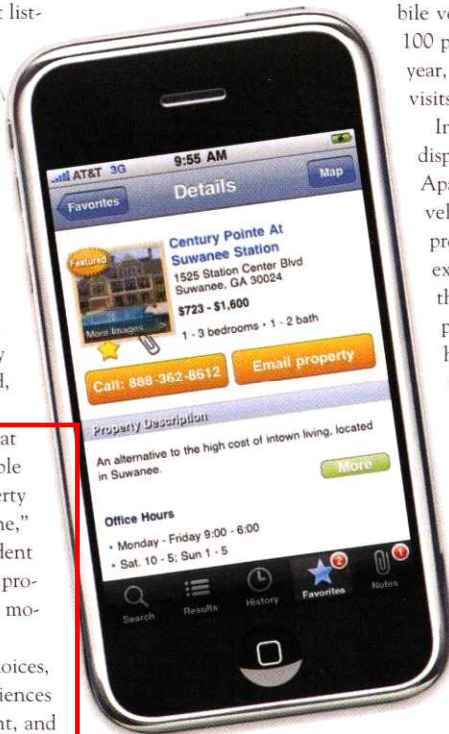 t list-
y
d,
at
ble
erty
ne,"
dent
pro-
mo-
oices,
iences
nt, and
AT&T 3G
9:55 AM
Favorites
Details
Map
Featured
More Images >
Century Pointe At
Suwanee Station
1525 Station Center Blvd
Suwanee, GA 30024
$723 - $1,600
1 - 3 bedrooms • 1 - 2 bath
Call: 888-362-8612
Email property
Property Description
An alternative to the high cost of intown living, located
in Suwanee.
More
Office Hours
• Monday - Friday 9:00 - 6:00
• Sat. 10 - 5; Sun 1 - 5
Search
Results
History
Favorites
2
Notes
1
bile ve
100 p
year,
visits
In
disp
Apa
vel
pro
ex
th
p
h